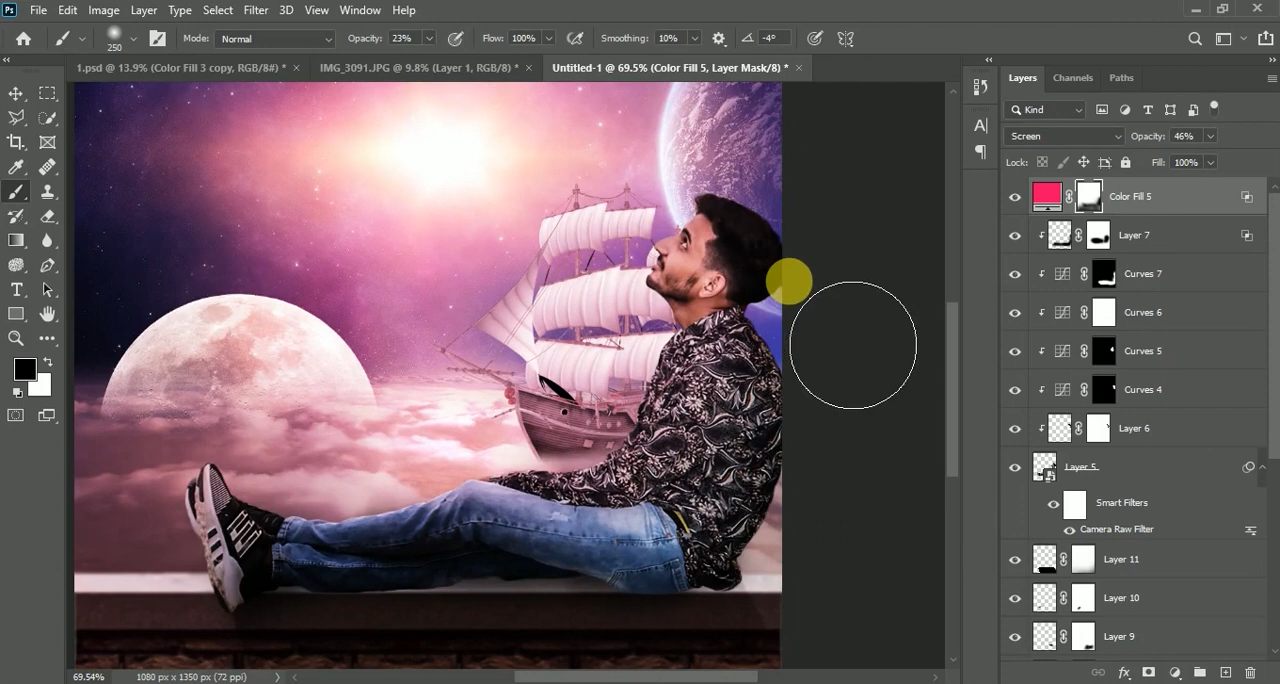 Ps File Edit Image Layer Type Select Filter 3D View Window Help
250 Mode: Normal Opacity: 23% Flow: 100% Smoothing: 10% -4°
1.psd @ 13.9% (Color Fill 3 copy, RGB/8#) * × IMG_3091.JPG @ 9.8% (Layer 1, RGB/8) * × Untitled-1 @ 69.5% (Color Fill 5, Layer Mask/8) * ×
Layers Channels Paths
Kind
Screen Opacity: 46%
Lock: Fill: 100%
Color Fill 5
Layer 7
Curves 7
Curves 6
Curves 5
Curves 4
Layer 6
Layer 5
Smart Filters
Camera Raw Filter
Layer 11
Layer 10
Layer 9
69.54% 1080 px x 1350 px (72 ppi)